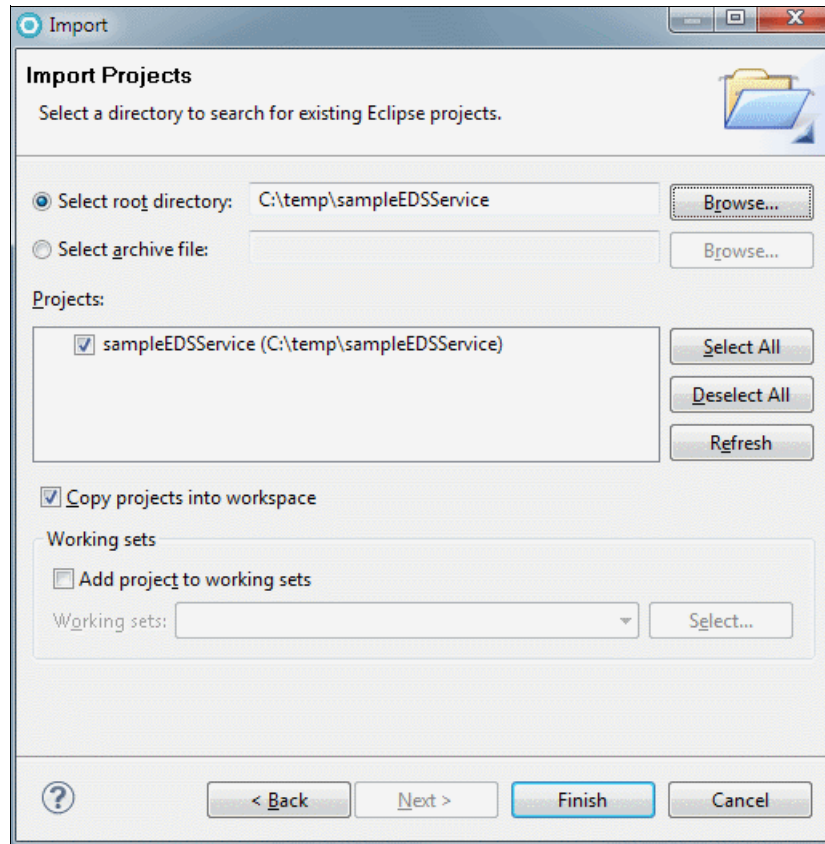 Import
Import Projects
Select a directory to search for existing Eclipse projects.
Select root directory: C:\temp\sampleEDSService Browse...
Select archive file: Browse...
Projects:
sampleEDSService (C:\temp\sampleEDSService)
Select All
Deselect All
Refresh
Copy projects into workspace
Working sets
Add project to working sets
Working sets: Select...
? < Back Next > Finish Cancel